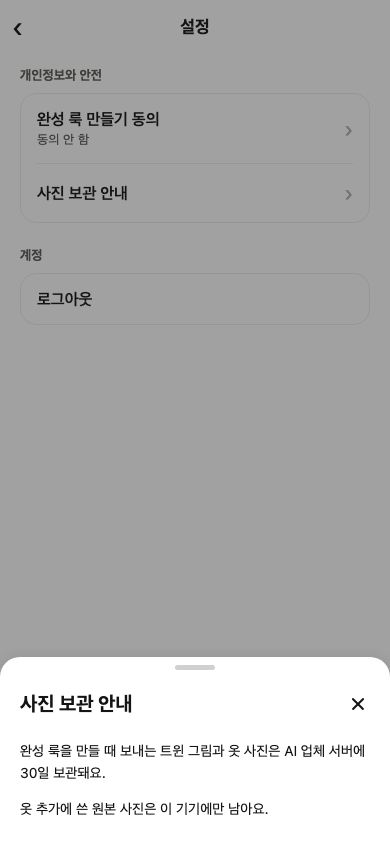 설정
개인정보와 안전
완성 룩 만들기 동의
동의 안 함
사진 보관 안내
계정
로그아웃
사진 보관 안내
완성 룩을 만들 때 보내는 트윈 그림과 옷 사진은 AI 업체 서버에
30일 보관돼요.
옷 추가에 쓴 원본 사진은 이 기기에만 남아요.